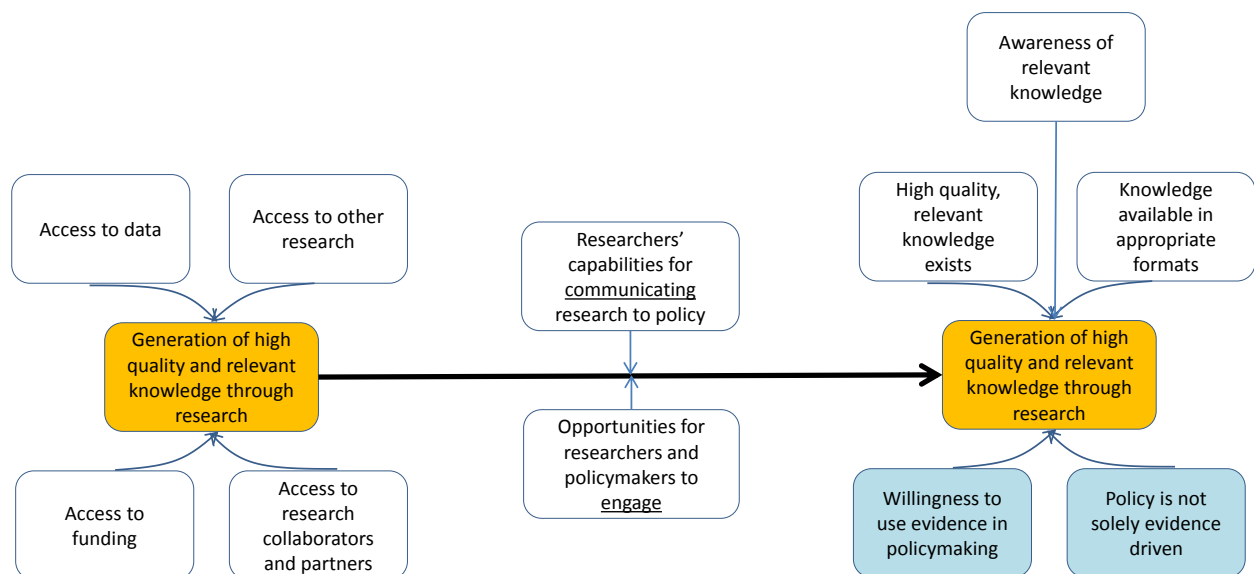 Awareness of
relevant
knowledge
Access to data
Access to other
research
Researchers'
capabilities for
communicating
research to policy
High quality,
relevant
knowledge
exists
Knowledge
available in
appropriate
formats
Generation of high
quality and relevant
knowledge through
research
Generation of high
quality and relevant
knowledge through
research
Opportunities for
researchers and
policymakers to
engage
Access to
funding
Access to
research
collaborators
and partners
Willingness to
use evidence in
policymaking
Policy is not
solely evidence
driven